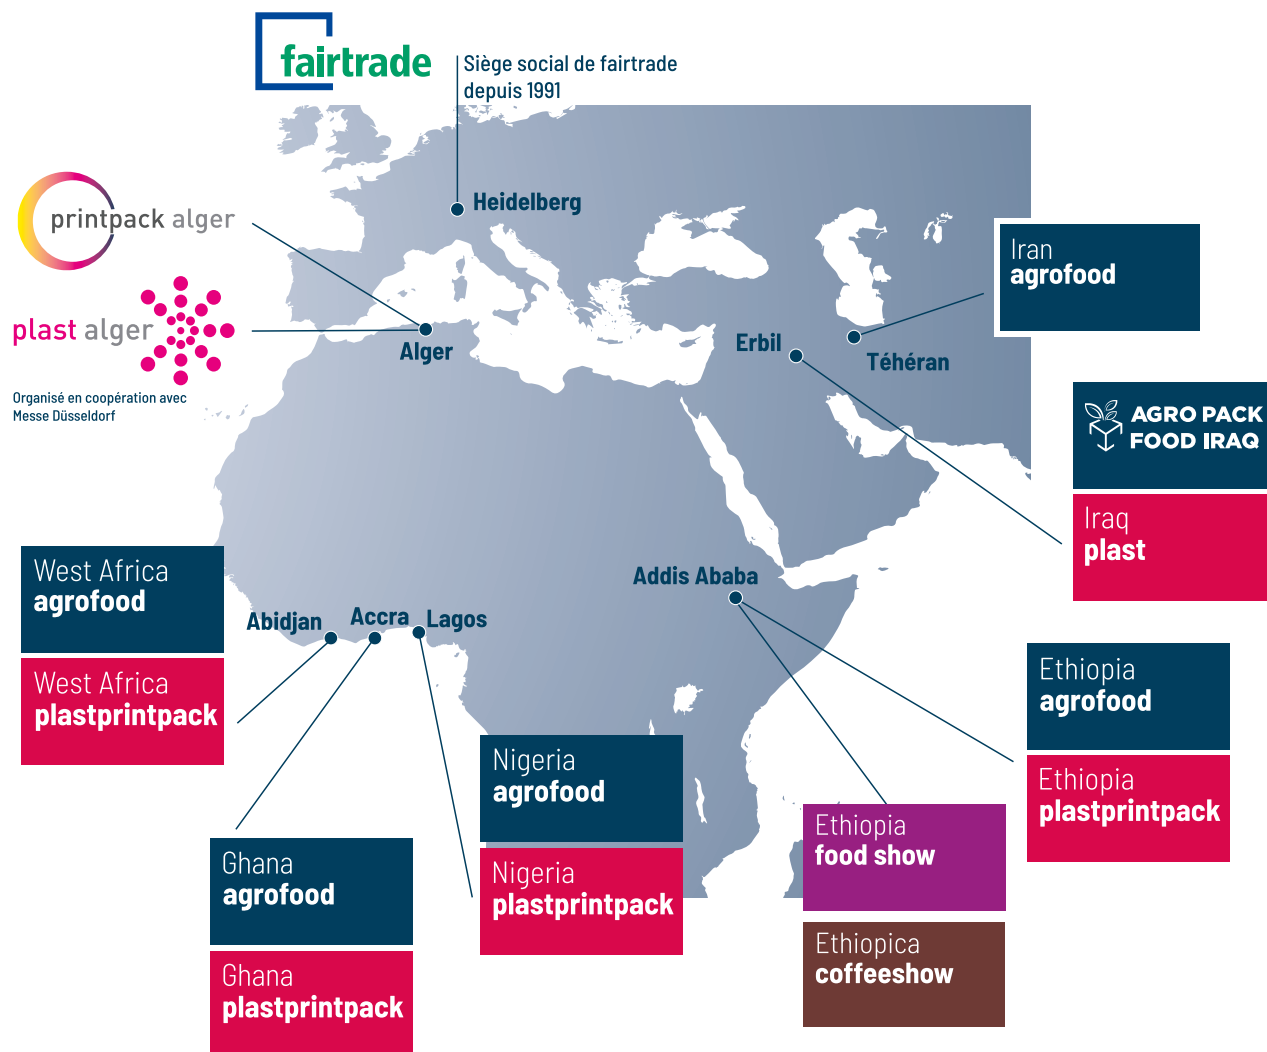 fairtrade
Siège social de fairtrade
depuis 1991
printpack alger
Heidelberg
plast alger
Organisé en coopération avec
Messe Düsseldorf
Alger
Erbil
Téhéran
Iran
agrofood
AGRO PACK
FOOD IRAQ
Iraq
plast
West Africa
agrofood
West Africa
plastprintpack
Abidjan
Accra
Lagos
Addis Ababa
Ethiopia
agrofood
Ethiopia
plastprintpack
Nigeria
agrofood
Nigeria
plastprintpack
Ethiopia
food show
Ethiopica
coffeeshow
Ghana
agrofood
Ghana
plastprintpack